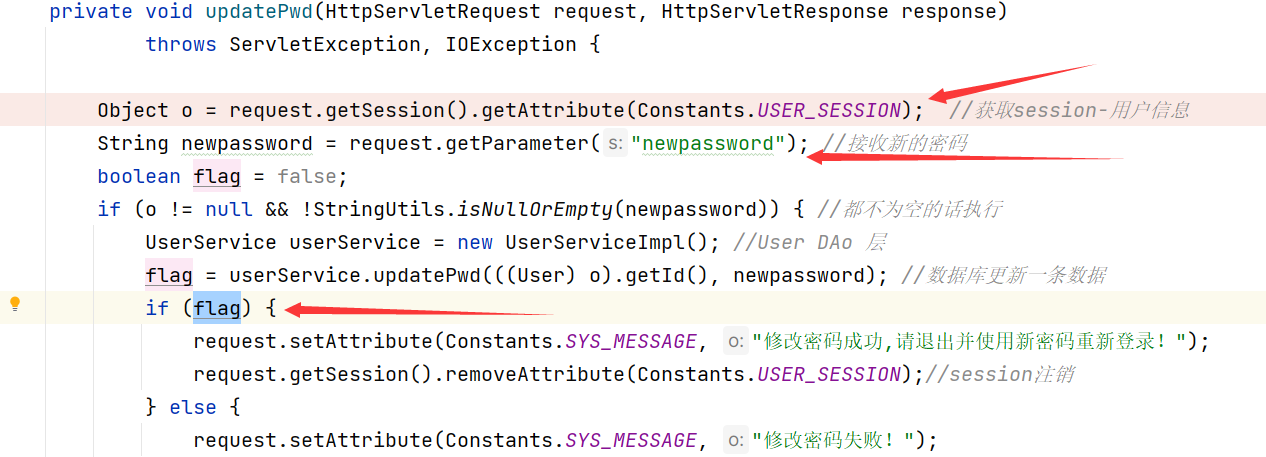 private void updatePwd(HttpServletRequest request, HttpServletResponse response)
throws ServletException, IOException {
Object o = request.getSession().getAttribute(Constants.USER_SESSION); //获取session-用户信息
String newpassword = request.getParameter( s: "newpassword"); //接收新的密码
boolean flag = false;
if (o != null && !StringUtils.isNullOrEmpty(newpassword)) { //都不为空的话执行
UserService userService = new UserServiceImpl(); //User DAo 层
flag = userService.updatePwd(((User) o).getId(), newpassword); //数据库更新一条数据
if (flag) {
request.setAttribute(Constants.SYS_MESSAGE, o: "修改密码成功,请退出并使用新密码重新登录! ");
request.getSession().removeAttribute(Constants.USER_SESSION);//session注销
} else {
request.setAttribute(Constants.SYS_MESSAGE, o: "修改密码失败! ");